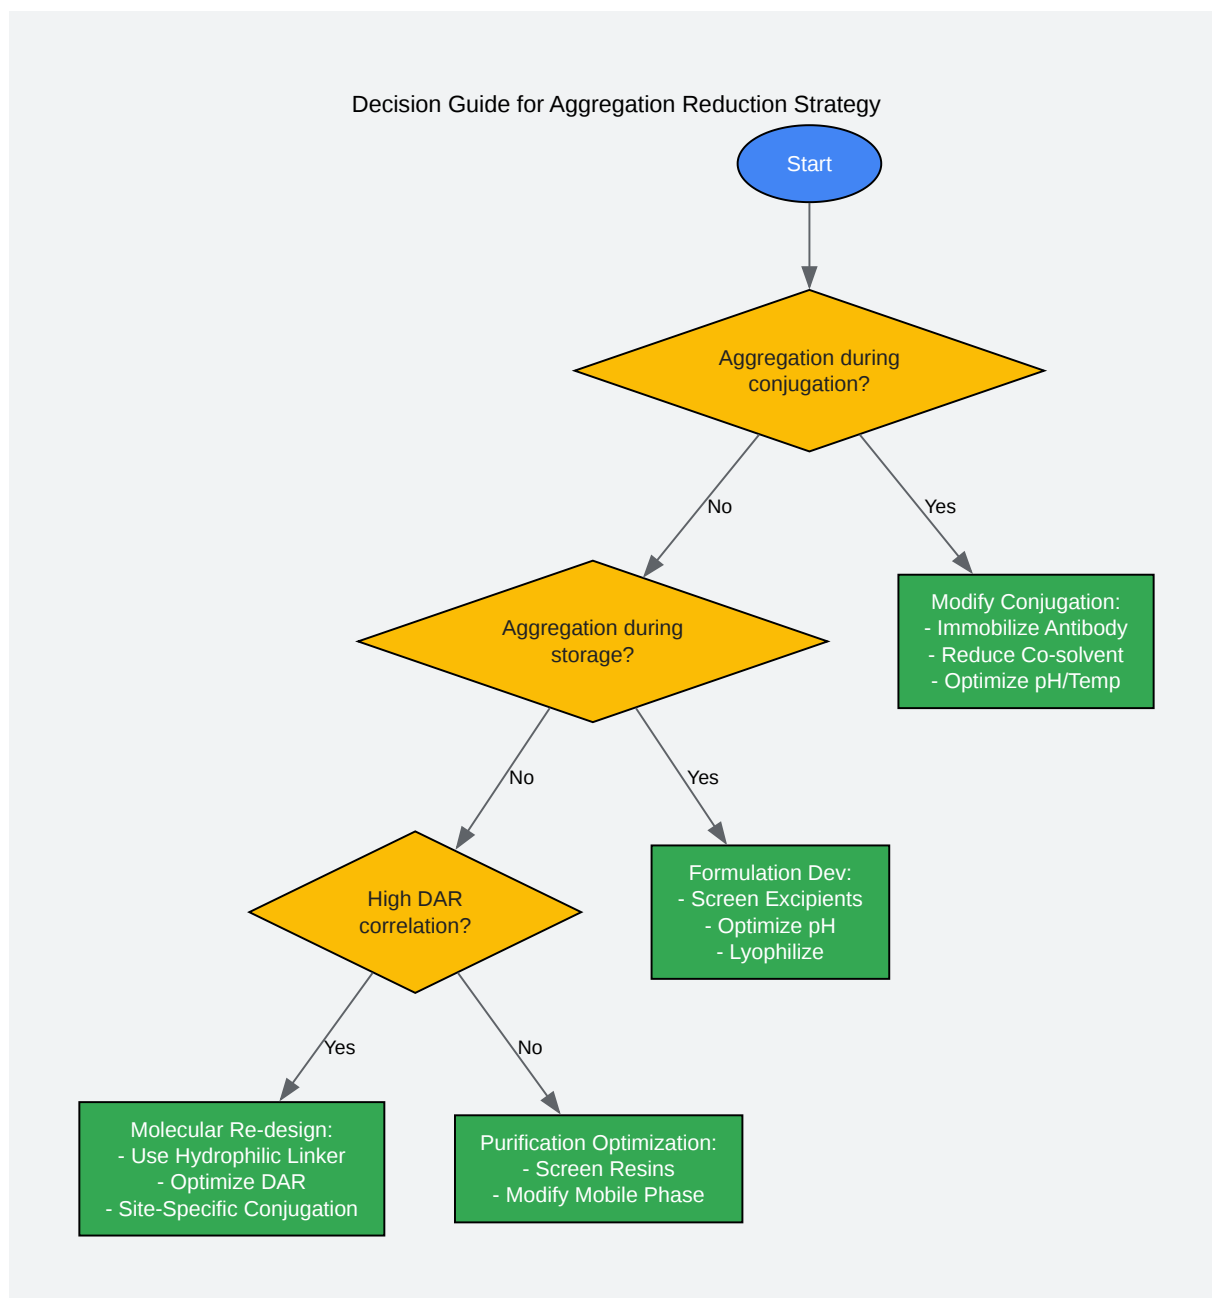 Decision Guide for Aggregation Reduction Strategy
Start
Aggregation during
conjugation?
No
Yes
Aggregation during
storage?
Modify Conjugation:
- Immobilize Antibody
- Reduce Co-solvent
- Optimize pH/Temp
No
Yes
High DAR
correlation?
Formulation Dev:
- Screen Excipients
- Optimize pH
- Lyophilize
Yes
No
Molecular Re-design:
- Use Hydrophilic Linker
- Optimize DAR
- Site-Specific Conjugation
Purification Optimization:
- Screen Resins
- Modify Mobile Phase